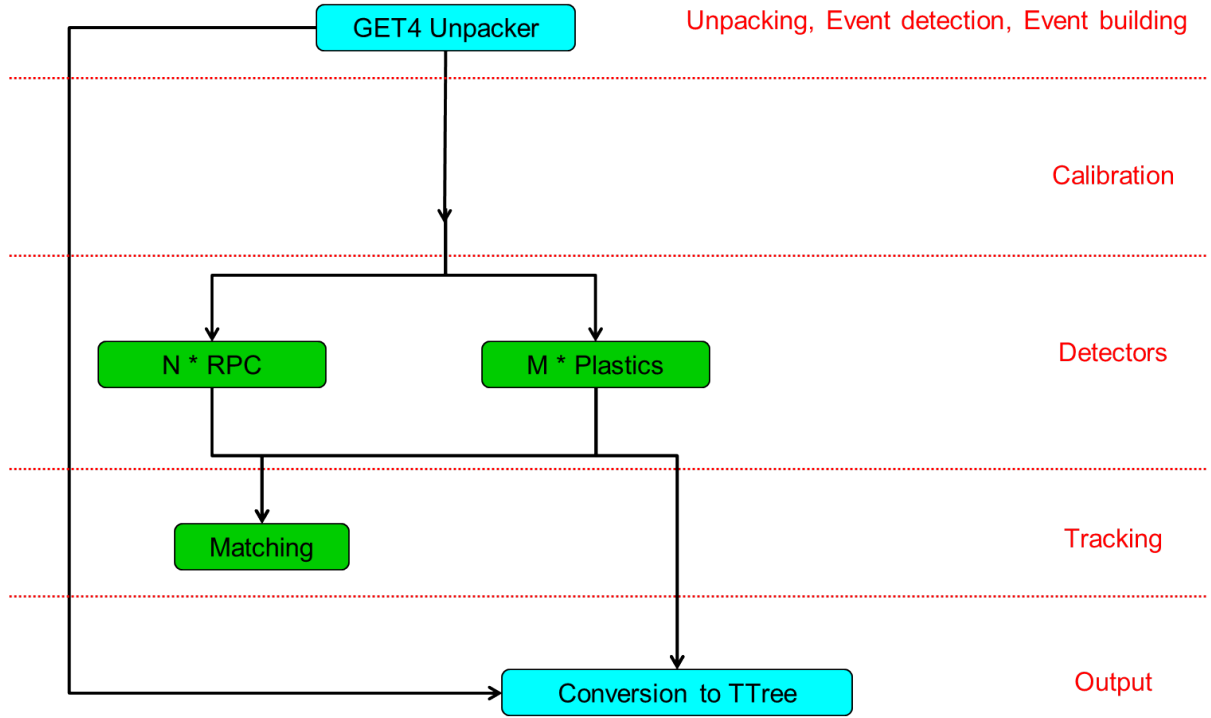 GET4 Unpacker
Unpacking, Event detection, Event building
Calibration
N * RPC
M * Plastics
Detectors
Matching
Tracking
Conversion to TTree
Output